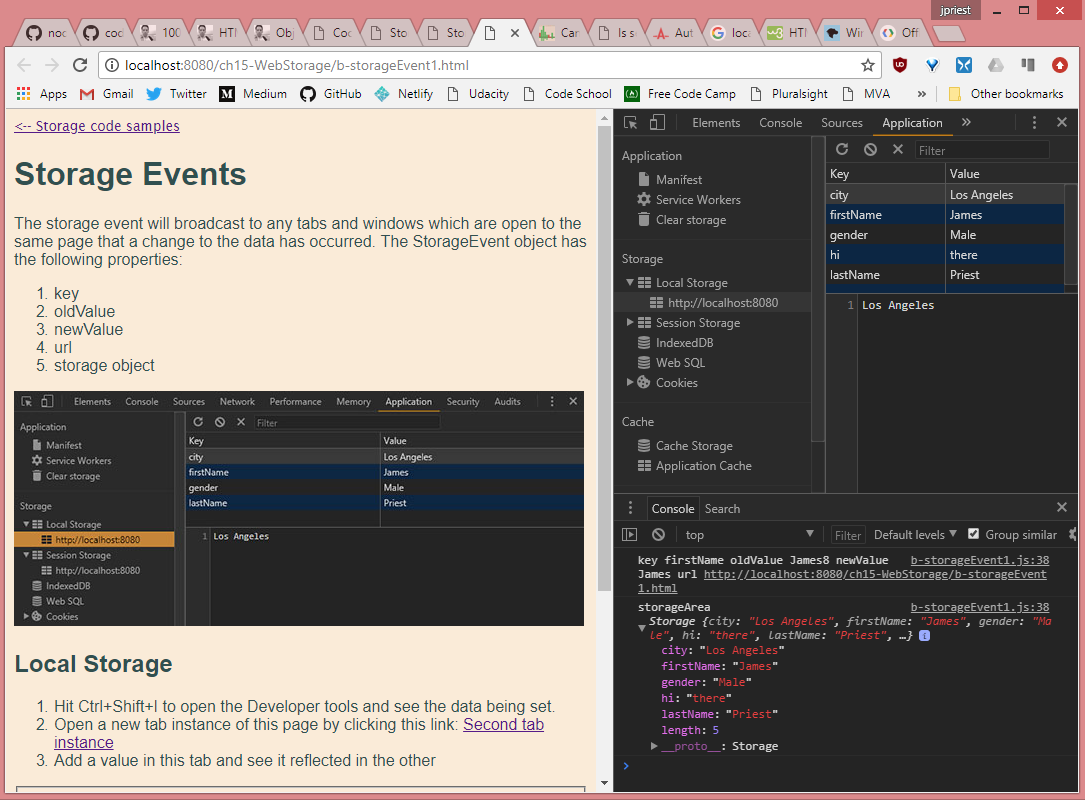 jpriest
noc
cod
100
HTI
Obj
Coc
Sto
Sto
Car
Is s
Aut
loca
HTI
Wir
Off
localhost:8080/ch15-WebStorage/b-storageEvent1.html
Apps Gmail Twitter Medium GitHub Netlify Udacity Code School Free Code Camp Pluralsight MVA » Other bookmarks
<-- Storage code samples
Storage Events
The storage event will broadcast to any tabs and windows which are open to the
same page that a change to the data has occurred. The StorageEvent object has
the following properties:
1. key
2. oldValue
3. newValue
4. url
5. storage object
Elements Console Sources Network Performance Memory Application Security Audits
Application
Manifest
Service Workers
Clear storage
Storage
Local Storage
http://localhost:8080
Session Storage
http://localhost:8080
IndexedDB
Web SQL
Cookies
Filter
Key Value
city Los Angeles
firstName James
gender Male
lastName Priest
1 Los Angeles
Local Storage
1. Hit Ctrl+Shift+I to open the Developer tools and see the data being set.
2. Open a new tab instance of this page by clicking this link: Second tab
instance
3. Add a value in this tab and see it reflected in the other
Elements Console Sources Application »
Application
Manifest
Service Workers
Clear storage
Storage
Local Storage
http://localhost:8080
Session Storage
IndexedDB
Web SQL
Cookies
Cache
Cache Storage
Application Cache
Filter
Key Value
city Los Angeles
firstName James
gender Male
hi there
lastName Priest
1 Los Angeles
Console Search
top Filter Default levels Group similar
key firstName oldValue James8 newValue b-storageEvent1.js:38
James url http://localhost:8080/ch15-WebStorage/b-storageEvent
1.html
storageArea b-storageEvent1.js:38
Storage {city: "Los Angeles", firstName: "James", gender: "Ma
le", hi: "there", lastName: "Priest", …} i
city: "Los Angeles"
firstName: "James"
gender: "Male"
hi: "there"
lastName: "Priest"
length: 5
__proto__: Storage